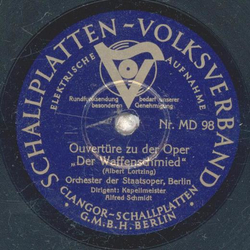 SCHALLPLATTEN-VOLKSVERBAND
ELEKTRISCHE AUFNAHME
Rundfunksendung bedarf unserer
besonderen Genehmigung.
Nr. MD 98
Ouvertüre zu der Oper
„Der Waffenschmied"
(Albert Lortzing)
Orchester der Staatsoper, Berlin
Dirigent: Kapellmeister
Alfred Schmidt
CLANGOR-SCHALLPLATTEN
G.M.B.H. BERLIN